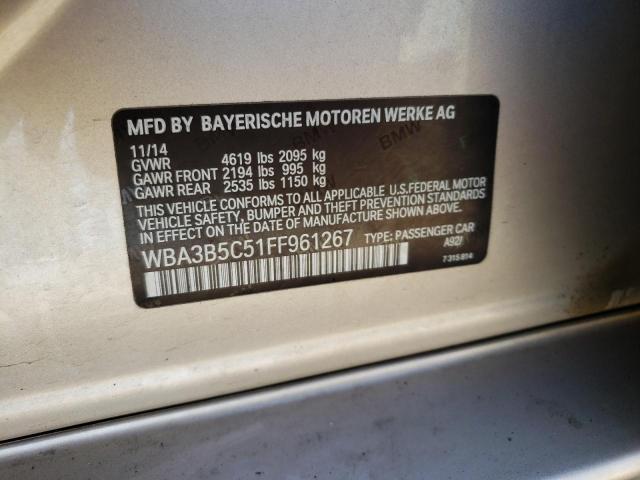 MFD BY BAYERISCHE MOTOREN WERKE AG
11/14
GVWR 4619 lbs 2095 kg
GAWR FRONT 2194 lbs 995 kg
GAWR REAR 2535 lbs 1150 kg
THIS VEHICLE CONFORMS TO ALL APPLICABLE U.S.FEDERAL MOTOR
VEHICLE SAFETY, BUMPER AND THEFT PREVENTION STANDARDS
IN EFFECT ON THE DATE OF MANUFACTURE SHOWN ABOVE.
WBA3B5C51FF961267 TYPE: PASSENGER CAR
A92/
7315814
BMW